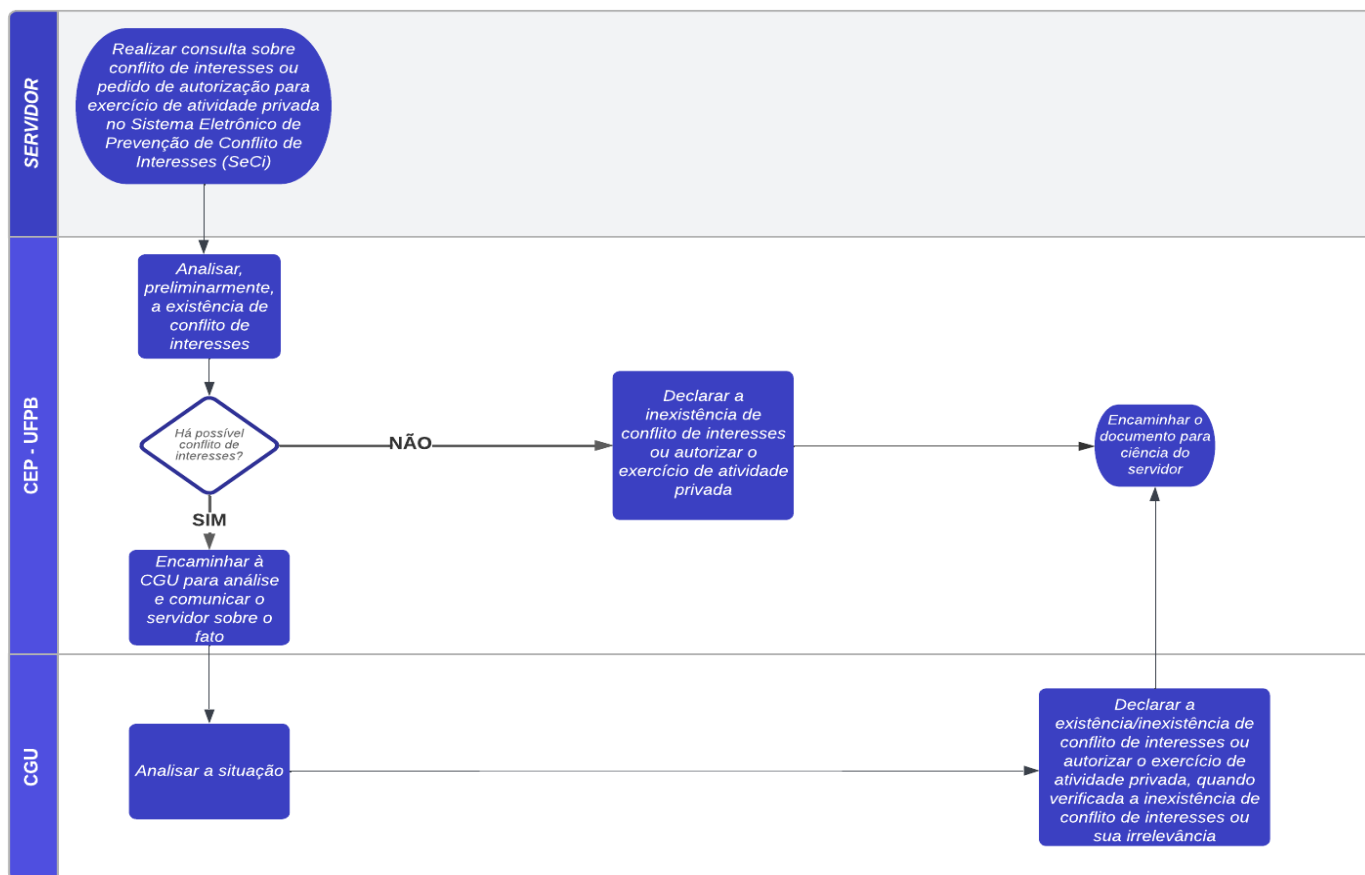 SERVIDOR
Realizar consulta sobre
conflito de interesses ou
pedido de autorização para
exercício de atividade privada
no Sistema Eletrônico de
Prevenção de Conflito de
Interesses (SeCi)
CEP - UFPB
Analisar,
preliminarmente,
a existência de
conflito de
interesses
Há possível
conflito de
interesses?
NÃO
Declarar a
inexistência de
conflito de interesses
ou autorizar o
exercício de atividade
privada
Encaminhar o
documento para
ciência do
servidor
SIM
Encaminhar à
CGU para análise
e comunicar o
servidor sobre o
fato
CGU
Analisar a situação
Declarar a
existência/inexistência de
conflito de interesses ou
autorizar o exercício de
atividade privada, quando
verificada a inexistência de
conflito de interesses ou
sua irrelevância